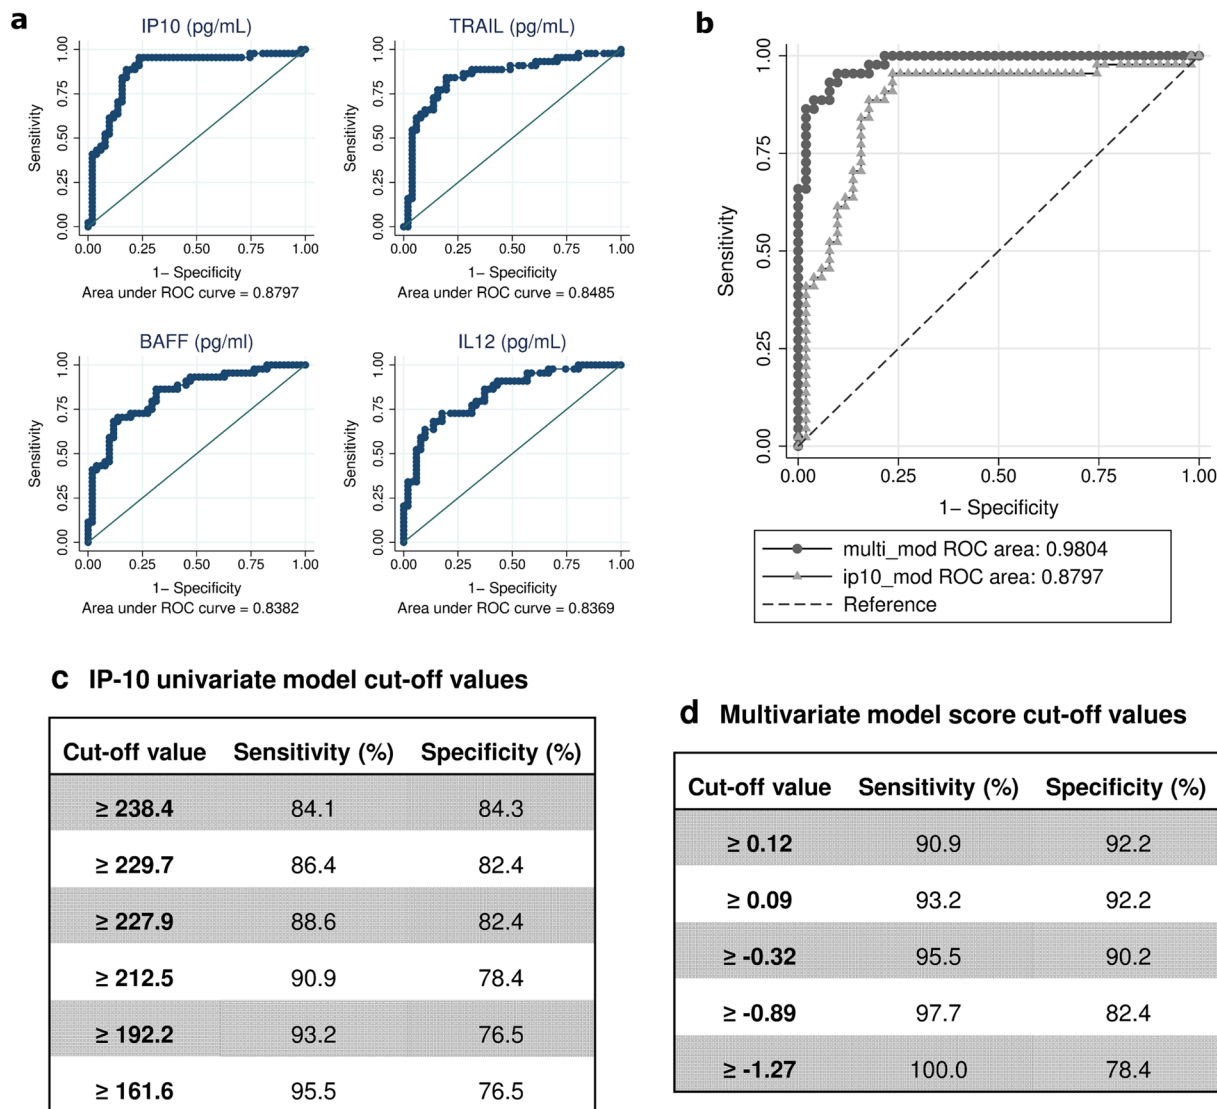 a
IP10 (pg/mL)
Sensitivity
1.00
0.75
0.50
0.25
0.00
0.00 0.25 0.50 0.75 1.00
1− Specificity
Area under ROC curve = 0.8797
TRAIL (pg/mL)
Sensitivity
1.00
0.75
0.50
0.25
0.00
0.00 0.25 0.50 0.75 1.00
1− Specificity
Area under ROC curve = 0.8485
BAFF (pg/ml)
Sensitivity
1.00
0.75
0.50
0.25
0.00
0.00 0.25 0.50 0.75 1.00
1− Specificity
Area under ROC curve = 0.8382
IL12 (pg/mL)
Sensitivity
1.00
0.75
0.50
0.25
0.00
0.00 0.25 0.50 0.75 1.00
1− Specificity
Area under ROC curve = 0.8369
b
Sensitivity
1.00
0.75
0.50
0.25
0.00
0.00 0.25 0.50 0.75 1.00
1− Specificity
multi_mod ROC area: 0.9804
ip10_mod ROC area: 0.8797
Reference
c IP-10 univariate model cut-off values
Cut-off value Sensitivity (%) Specificity (%)
≥ 238.4 84.1 84.3
≥ 229.7 86.4 82.4
≥ 227.9 88.6 82.4
≥ 212.5 90.9 78.4
≥ 192.2 93.2 76.5
≥ 161.6 95.5 76.5
d Multivariate model score cut-off values
Cut-off value Sensitivity (%) Specificity (%)
≥ 0.12 90.9 92.2
≥ 0.09 93.2 92.2
≥ -0.32 95.5 90.2
≥ -0.89 97.7 82.4
≥ -1.27 100.0 78.4